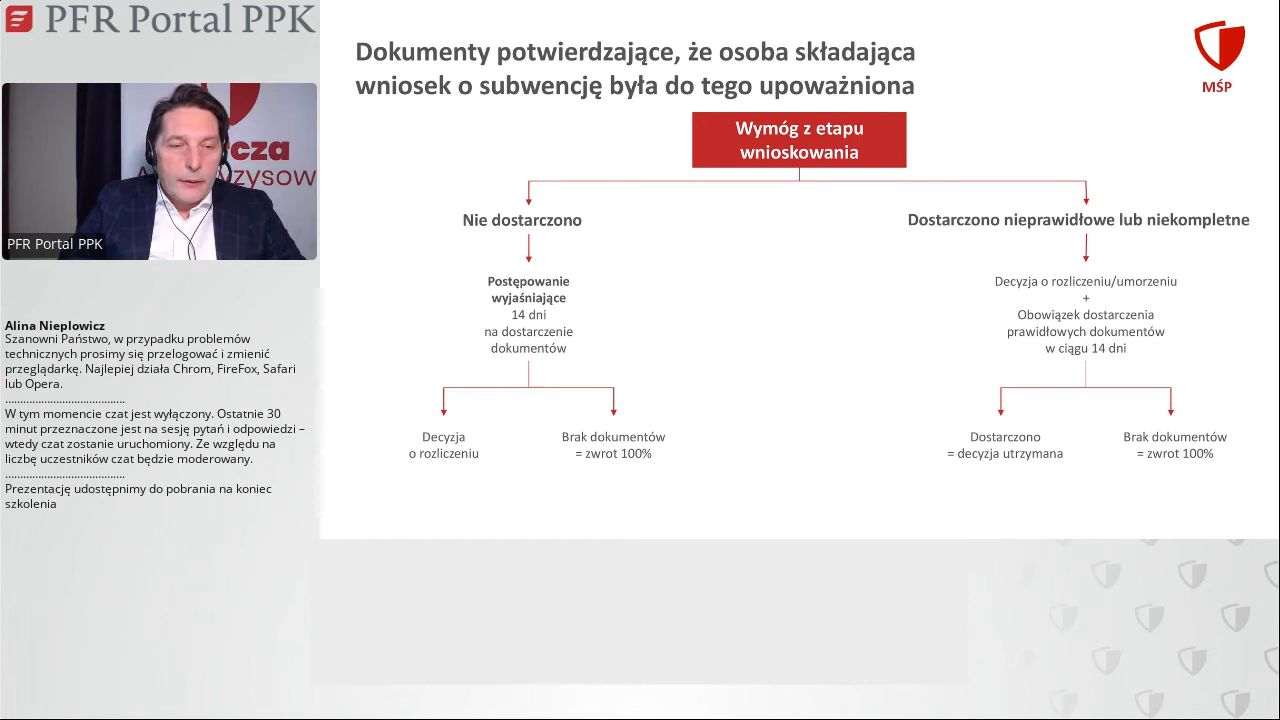 PFR Portal PPK
cza
zysow
PFR Portal PPK
Alina Nieplowicz
Szanowni Państwo, w przypadku problemów
technicznych prosimy się przelogować i zmienić
przeglądarkę. Najlepiej działa Chrom, FireFox, Safari
lub Opera.
........................................
W tym momencie czat jest wyłączony. Ostatnie 30
minut przeznaczone jest na sesję pytań i odpowiedzi –
wtedy czat zostanie uruchomiony. Ze względu na
liczbę uczestników czat będzie moderowany.
........................................
Prezentację udostępnimy do pobrania na koniec
szkolenia
Dokumenty potwierdzające, że osoba składająca
wniosek o subwencję była do tego upoważniona
MŚP
Wymóg z etapu
wnioskowania
Nie dostarczono
Postępowanie
wyjaśniające
14 dni
na dostarczenie
dokumentów
Decyzja
o rozliczeniu
Brak dokumentów
= zwrot 100%
Dostarczono nieprawidłowe lub niekompletne
Decyzja o rozliczeniu/umorzeniu
+
Obowiązek dostarczenia
prawidłowych dokumentów
w ciągu 14 dni
Dostarczono
= decyzja utrzymana
Brak dokumentów
= zwrot 100%